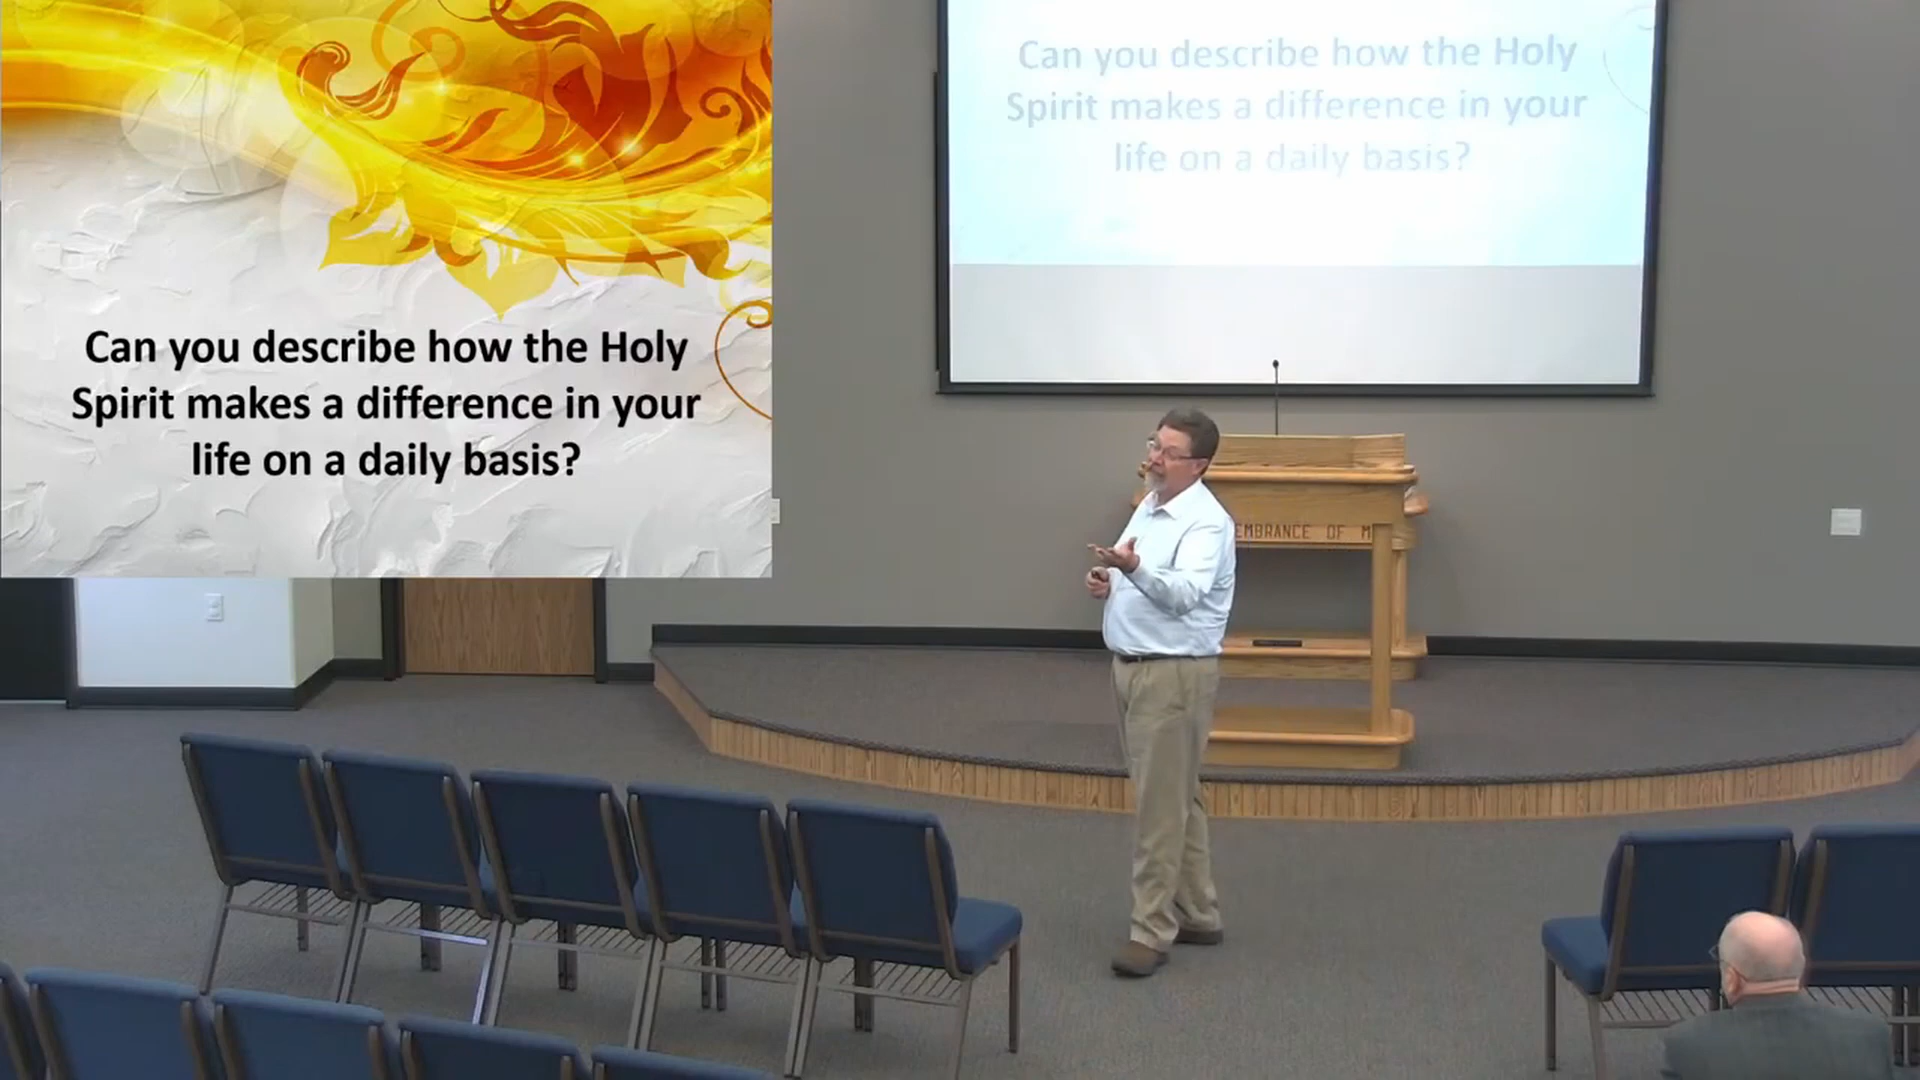 Can you describe how the Holy
Spirit makes a difference in your
life on a daily basis?
Can you describe how the Holy
Spirit makes a difference in your
life on a daily basis?
EMBRANCE OF M